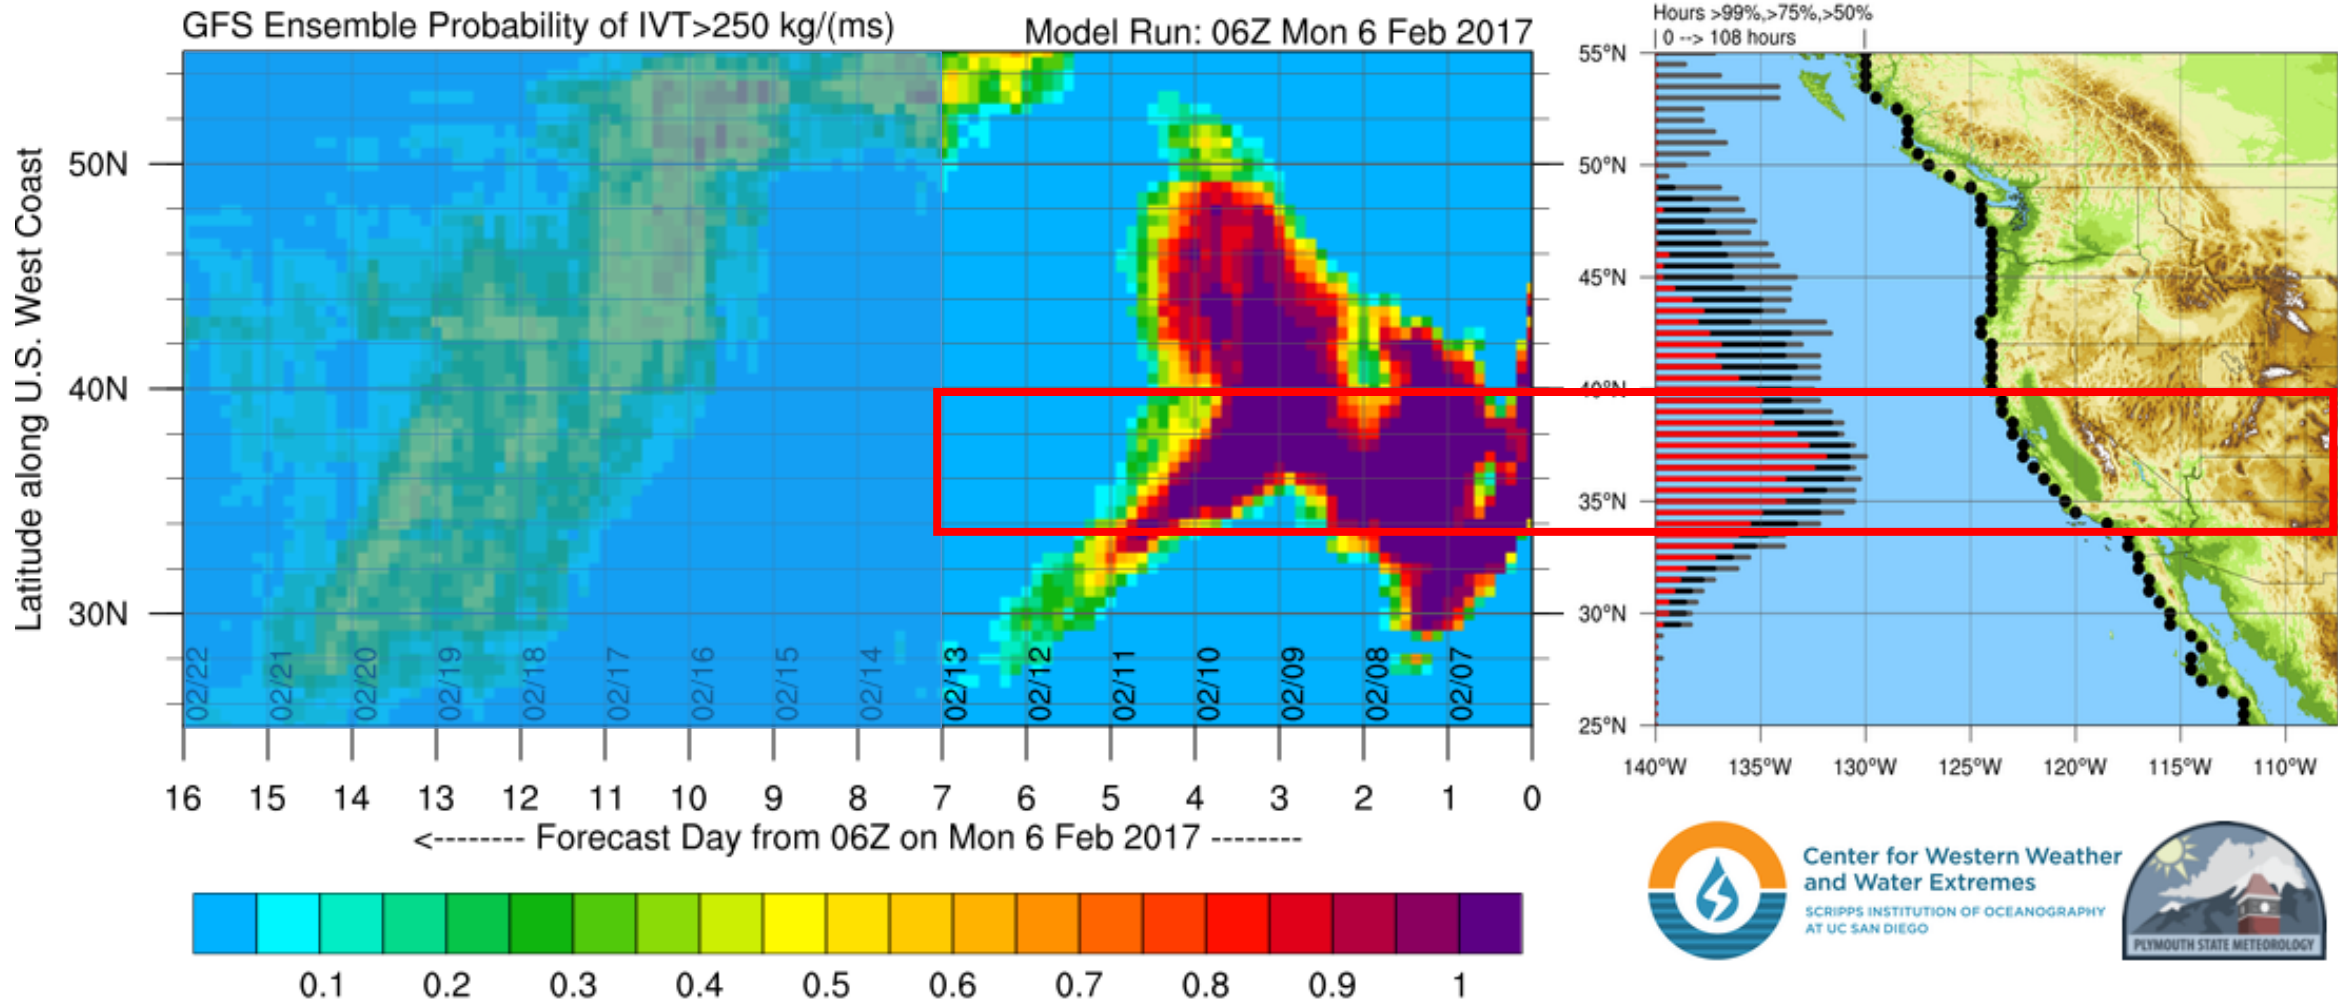 GFS Ensemble Probability of IVT>250 kg/(ms)
Model Run: 06Z Mon 6 Feb 2017
Hours >99%,>75%,>50%
| 0 --> 108 hours |
Latitude along U.S. West Coast
50N
40N
30N
02/22
02/21
02/20
02/19
02/18
02/17
02/16
02/15
02/14
02/13
02/12
02/11
02/10
02/09
02/08
02/07
16 15 14 13 12 11 10 9 8 7 6 5 4 3 2 1 0
<-------- Forecast Day from 06Z on Mon 6 Feb 2017 --------
0.1 0.2 0.3 0.4 0.5 0.6 0.7 0.8 0.9 1
55°N
50°N
45°N
40°N
35°N
30°N
25°N
140°W 135°W 130°W 125°W 120°W 115°W 110°W
Center for Western Weather
and Water Extremes
SCRIPPS INSTITUTION OF OCEANOGRAPHY
AT UC SAN DIEGO
PLYMOUTH STATE METEOROLOGY